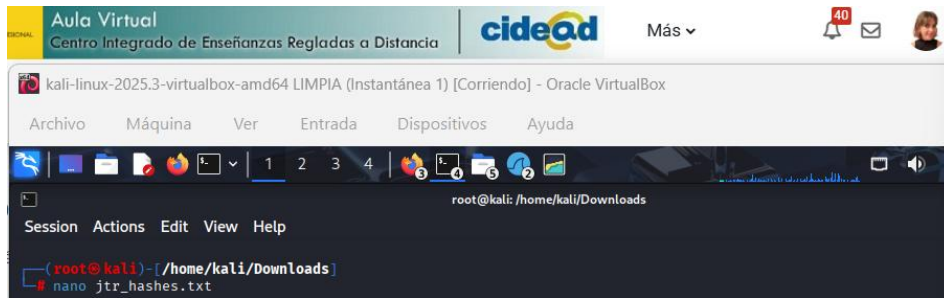 Aula Virtual
Centro Integrado de Enseñanzas Regladas a Distancia
cidead
Más
40
kali-linux-2025.3-virtualbox-amd64 LIMPIA (Instantánea 1) [Corriendo] - Oracle VirtualBox
Archivo Máquina Ver Entrada Dispositivos Ayuda
1 2 3 4 3 4 5 2
root@kali: /home/kali/Downloads
Session Actions Edit View Help
(root㉿kali)-[/home/kali/Downloads]
# nano jtr_hashes.txt